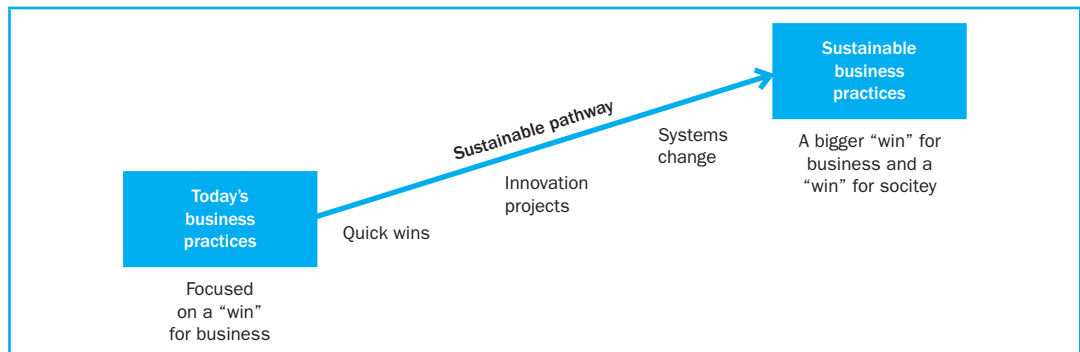 Sustainable
business
practices
Sustainable pathway
Systems
change
A bigger “win” for
business and a
“win” for socitey
Innovation
projects
Today’s
business
practices
Quick wins
Focused
on a “win”
for business